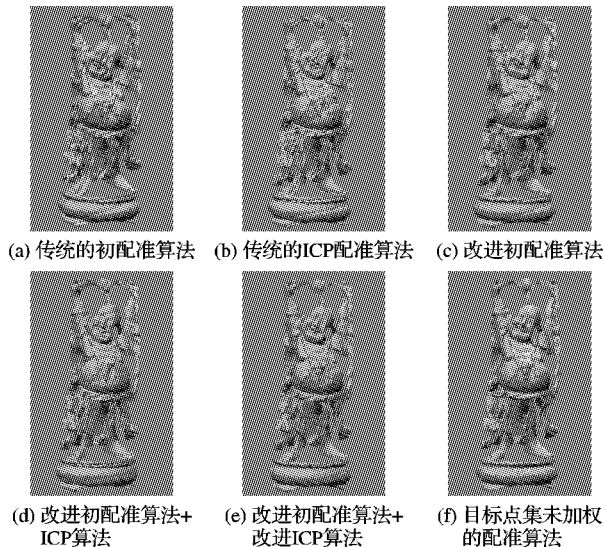 (a) 传统的初配准算法
(b) 传统的ICP配准算法
(c) 改进初配准算法
(d) 改进初配准算法+
ICP算法
(e) 改进初配准算法+
改进ICP算法
(f) 目标点集未加权
的配准算法